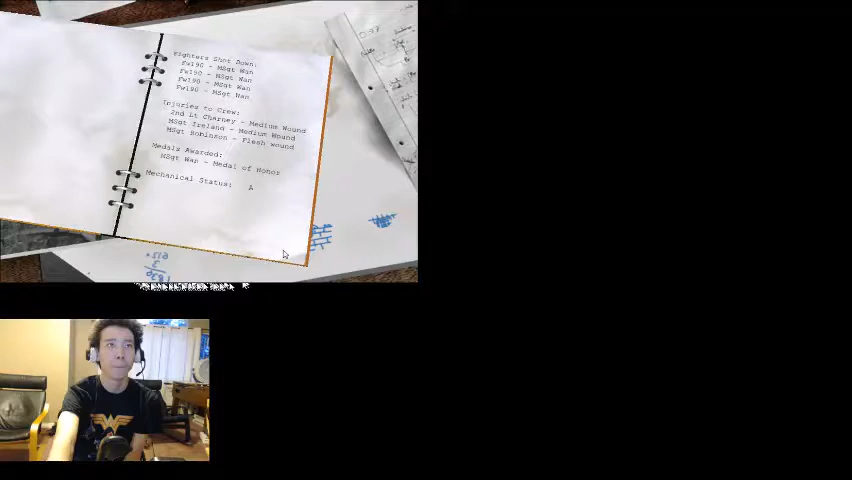 Fighters Shot Down:
Fw190 - MSgt Wan
Fw190 - MSgt Wan
Fw190 - MSgt Wan
Fw190 - MSgt Wan
Injuries to Crew:
2nd Lt Charney - Medium Wound
MSgt Ireland - Medium Wound
MSgt Robinson - Flesh wound
Medals Awarded:
MSgt Wan - Medal of Honor
Mechanical Status: